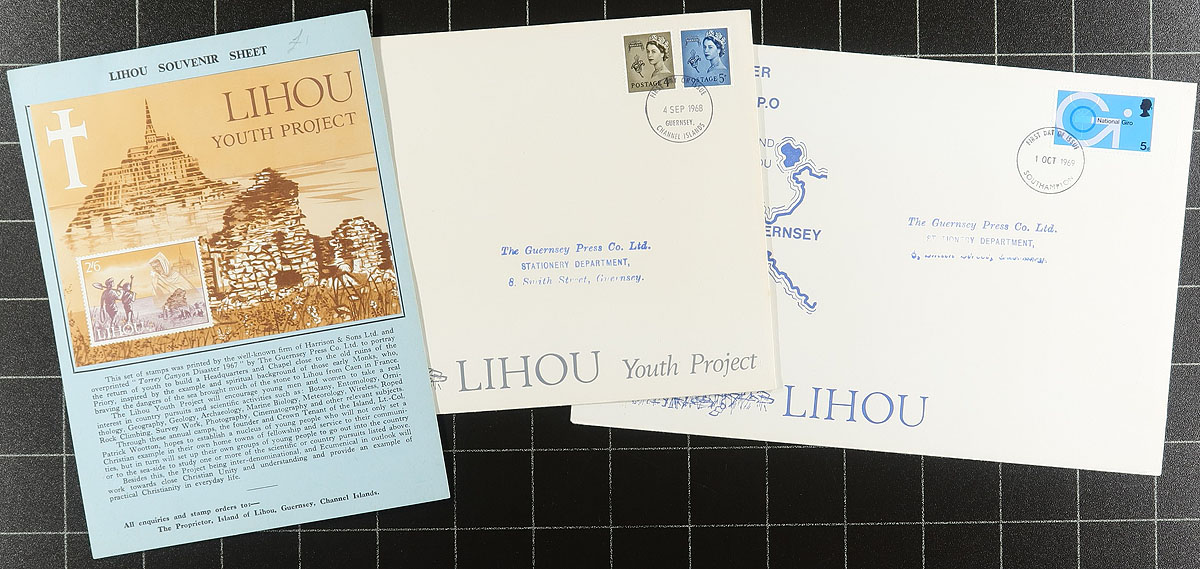 LIHOU SOUVENIR SHEET
LIHOU
YOUTH PROJECT
2/6
LIHOU
This set of stamps was printed by the well-known firm of Harrison & Sons Ltd. and
overprinted "Torrey Canyon Disaster 1967" by The Guernsey Press Co. Ltd. to portray
the return of youth to build a Headquarters and Chapel close to the old ruins of the
Priory, inspired by the example and spiritual background of those early Monks, who,
braving the dangers of the sea brought much of the stone to Lihou from Caen in France.
The Lihou Youth Project will encourage young men and women to take a real
interest in country pursuits and scientific activities such as Botany, Entomology, Orni-
thology, Geography, Geology, Archæology, Marine Biology, Meteorology, Wireless, Roped
Rock Climbing, Survey Work, Photography, Cinematography and other relevant subjects.
Through these annual camps, the founder and Crown Tenant of the Island, Lt.-Col.
Patrick Wootton, hopes to establish a nucleus of young people who will not only set a
Christian example in their own home towns of fellowship and service to their communi-
ties, but in turn will set up their own groups of young people to go out into the country
or to the sea-side to study one or more of the scientific or country pursuits listed above.
Besides this, the Project being inter-denominational, and Ecumenical in outlook will
work towards close Christian Unity and understanding and provide an example of
practical Christianity in everyday life.
All enquiries and stamp orders to:—
The Proprietor, Island of Lihou, Guernsey, Channel Islands.
POSTAGE 4D
POSTAGE 5D
FIRST DAY OF ISSUE
4 SEP 1968
GUERNSEY,
CHANNEL ISLANDS
The Guernsey Press Co. Ltd.
STATIONERY DEPARTMENT,
8, Smith Street, Guernsey.
LIHOU Youth Project
ER
P.O
ND
OU
ERNSEY
National Giro
5d
FIRST DAY OF ISSUE
1 OCT 1969
SOUTHAMPTON
The Guernsey Press Co. Ltd.
STATIONERY DEPARTMENT,
8, Smith Street, Guernsey.
LIHOU